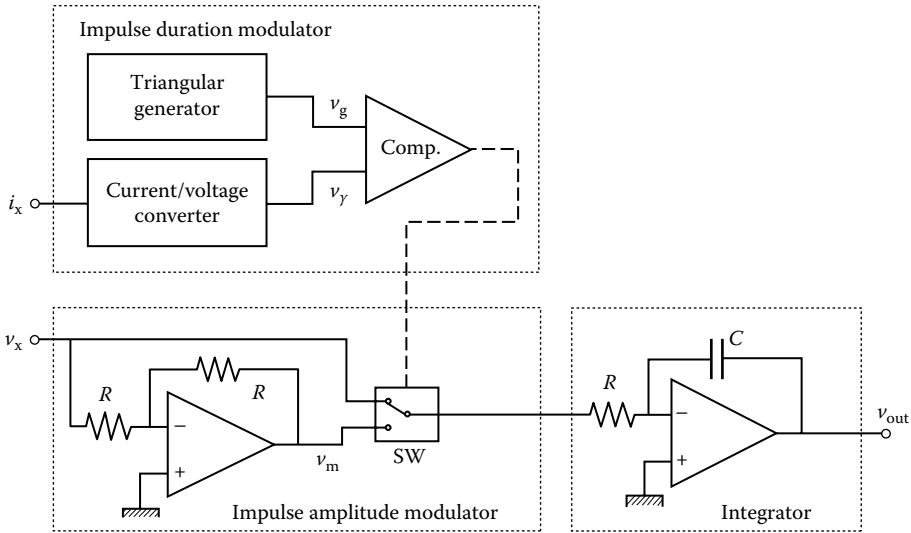 Impulse duration modulator
Triangular
generator
v_g
Comp.
Current/voltage
converter
i_x
v_γ
v_x
R
R
v_m
SW
Impulse amplitude modulator
R
C
v_out
Integrator
−
+
−
+